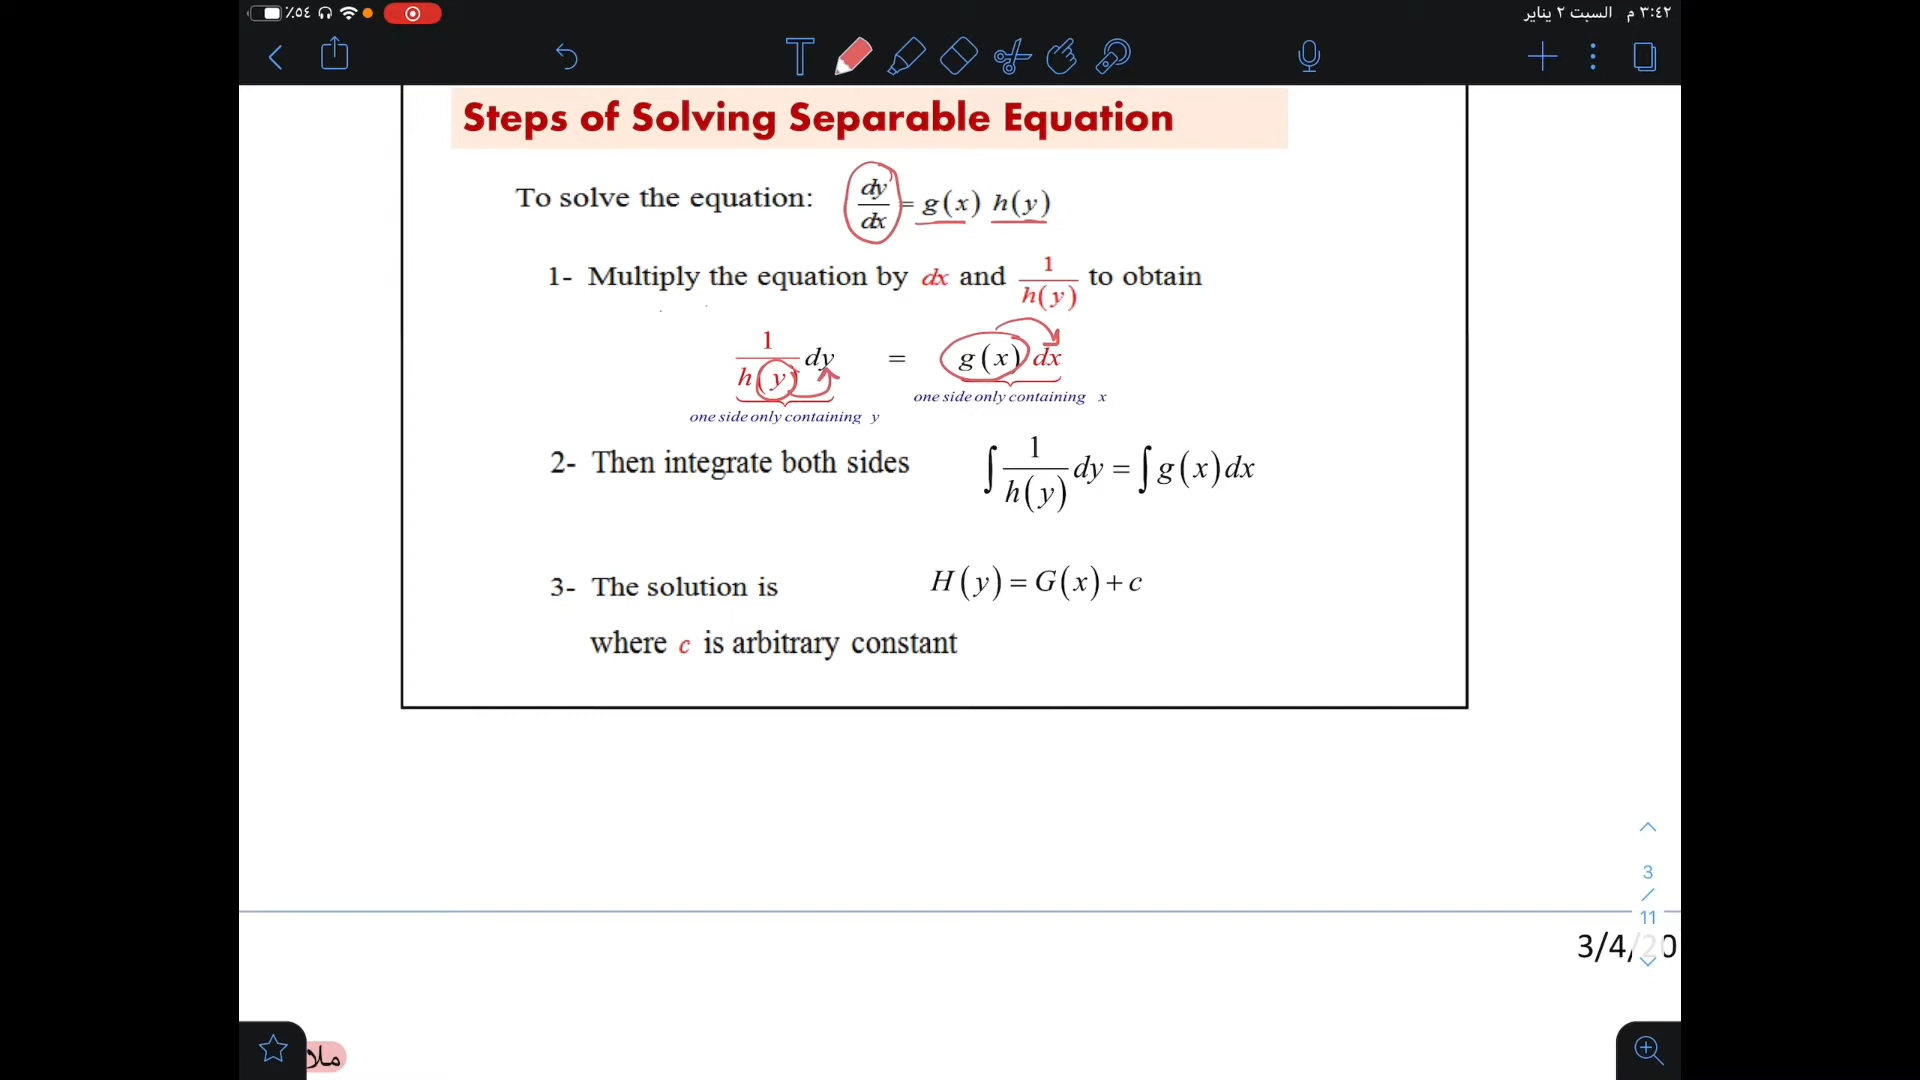 ٪٥٤
٣:٤٢ م السبت ٢ يناير
Steps of Solving Separable Equation
To solve the equation: dy/dx = g(x) h(y)
1- Multiply the equation by dx and 1/h(y) to obtain
1/h(y) dy = g(x) dx
one side only containing x
one side only containing y
2- Then integrate both sides ∫ 1/h(y) dy = ∫ g(x) dx
3- The solution is H(y) = G(x) + c
where c is arbitrary constant
3
/
11
3/4/20
ملا